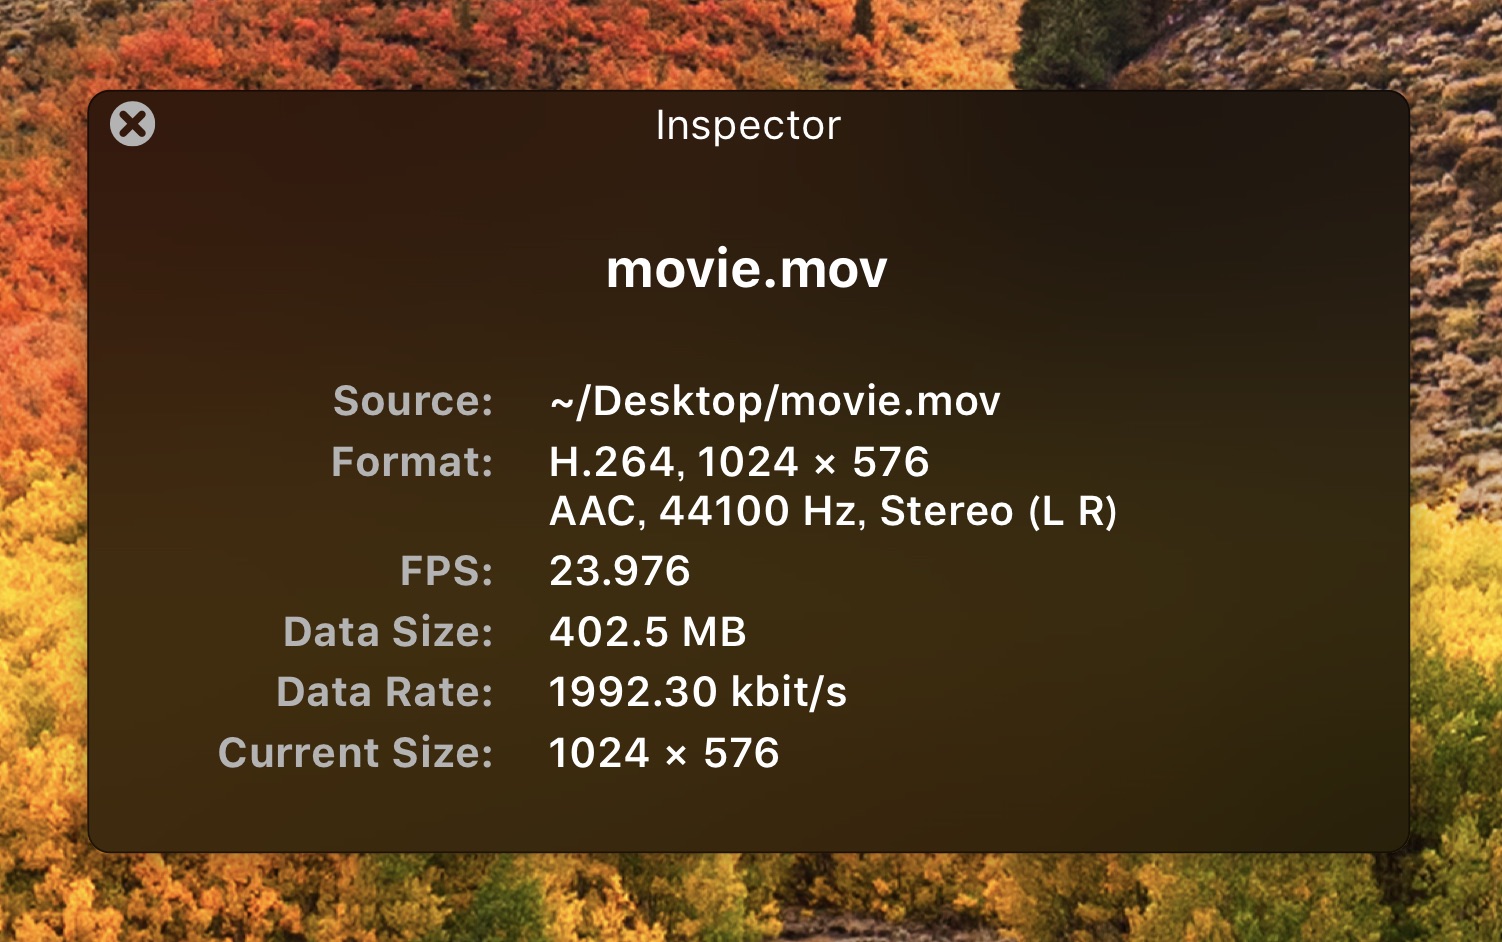 Inspector
movie.mov
Source: ~/Desktop/movie.mov
Format: H.264, 1024 × 576
AAC, 44100 Hz, Stereo (L R)
FPS: 23.976
Data Size: 402.5 MB
Data Rate: 1992.30 kbit/s
Current Size: 1024 × 576